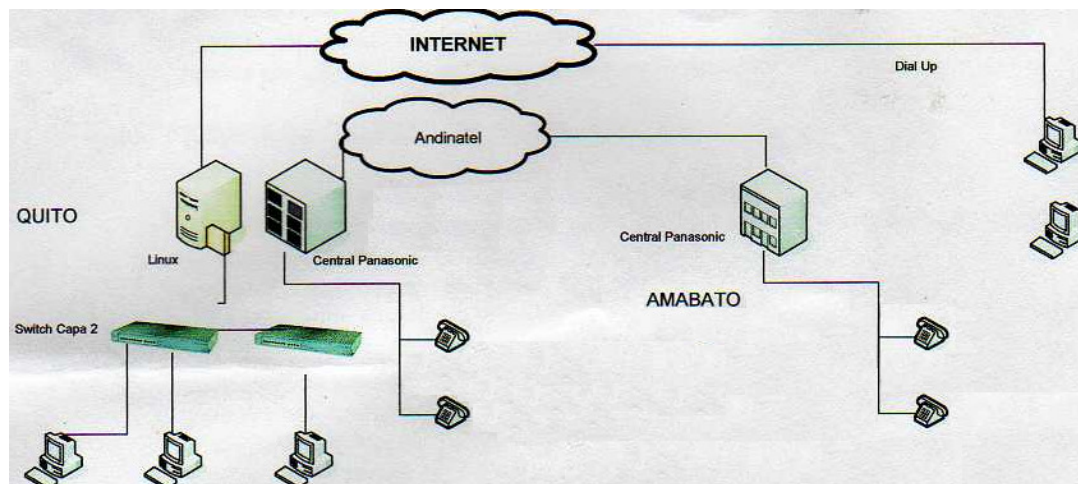 INTERNET
Dial Up
Andinatel
QUITO
Linux
Central Panasonic
Central Panasonic
AMABATO
Switch Capa 2